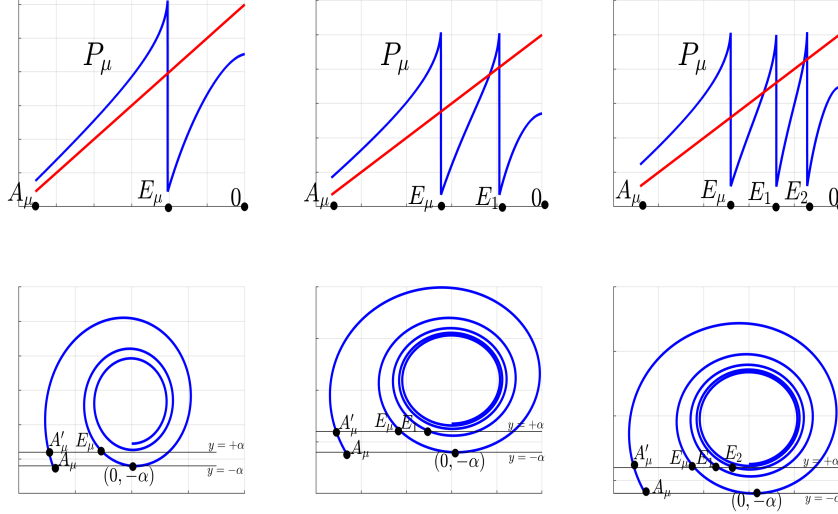 P_μ
A_μ E_μ 0
P_μ
A_μ E_μ E_1 0
P_μ
A_μ E_μ E_1 E_2 0
A'_μ E_μ y = +α
A_μ y = −α
(0, −α)
A'_μ E_μ E_1 y = +α
A_μ (0, −α) y = −α
A'_μ E_μ E_1 E_2 y = +α
A_μ (0, −α) y = −α